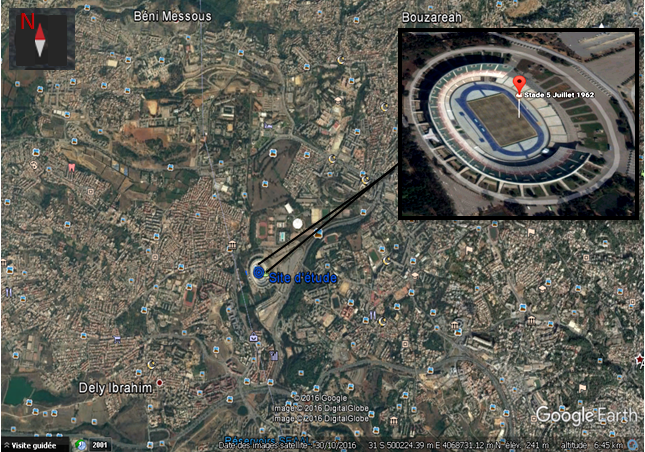 N
Béni Messous
Bouzareah
Stade 5 Juillet 1962
Site d'étude
Dely Ibrahim
© 2016 Google
Image © 2016 DigitalGlobe
Image © 2016 DigitalGlobe
Google Earth
Visite guidée
2001
Date des images satellite : 30/10/2016 31 S 500224.39 m E 4068731.12 m N élév. 241 m altitude 6.45 km